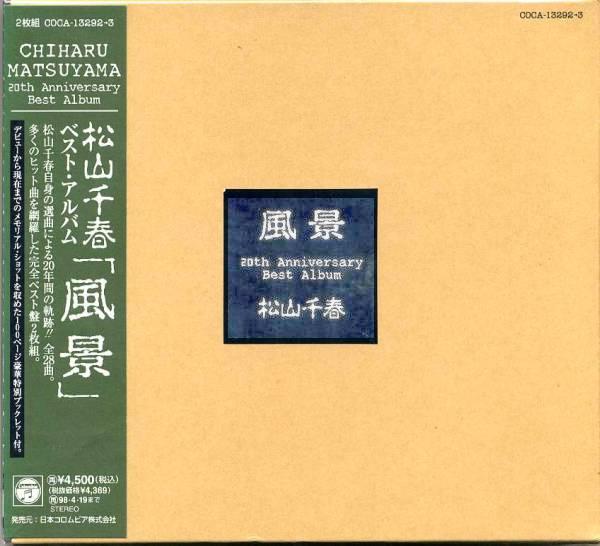 2枚組 COCA-13292→3
CHIHARU
MATSUYAMA
20th Anniversary
Best Album
松山千春「風景」
ベスト・アルバム
松山千春自身の選曲による20年間の軌跡!! 全28曲。
多くのヒット曲を網羅した完全ベスト盤2枚組。
デビューから現在までのメモリアル・ショットを収めた100ページ豪華特別ブックレット付。
再¥4,500(税込)
(税抜価格¥4,369)
再98・4・19まで
STEREO
発売元:日本コロムビア株式会社
COCA-13292→3
風景
20th Anniversary
Best Album
松山千春